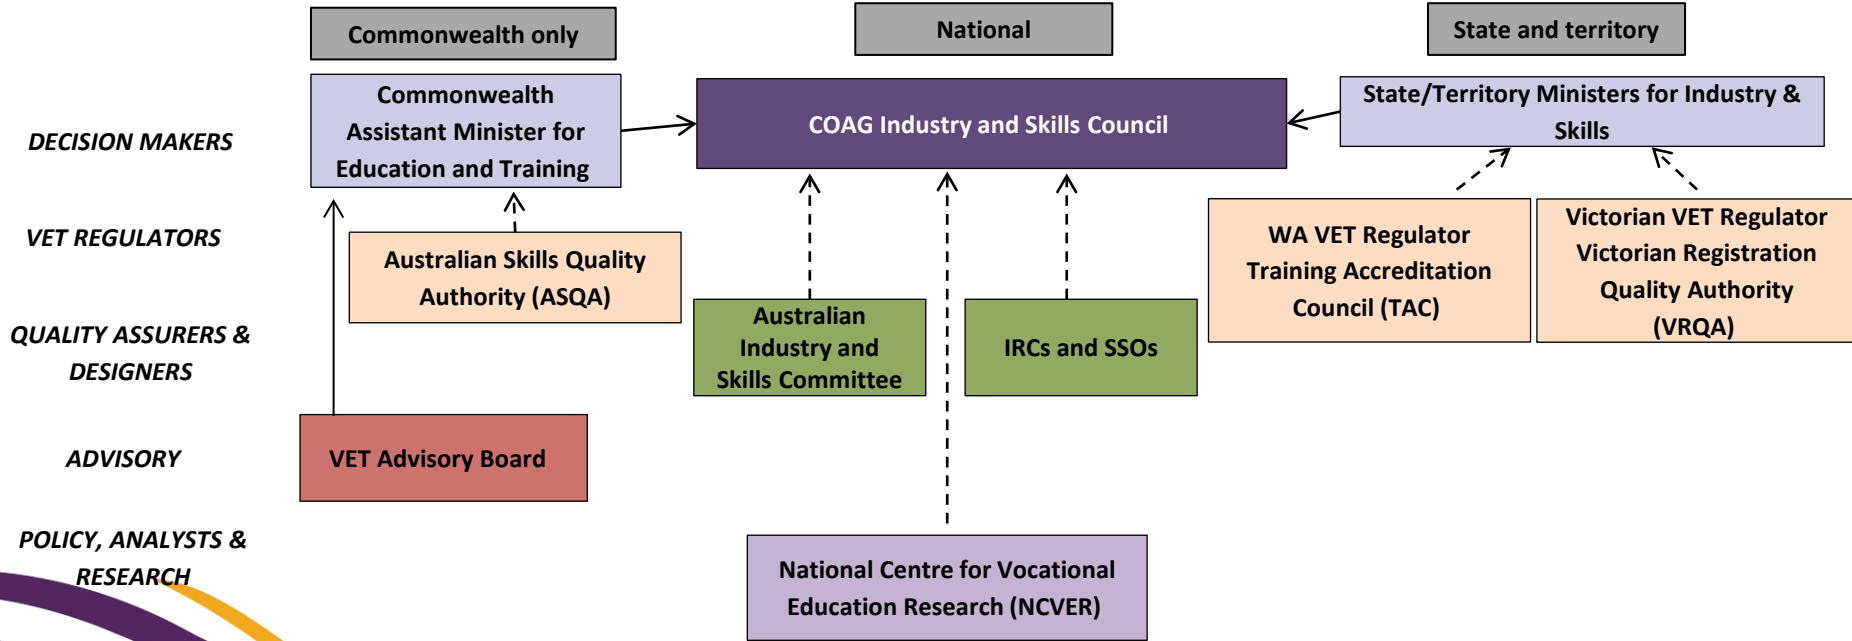 Commonwealth only
National
State and territory
DECISION MAKERS
Commonwealth
Assistant Minister for
Education and Training
COAG Industry and Skills Council
State/Territory Ministers for Industry &
Skills
VET REGULATORS
Australian Skills Quality
Authority (ASQA)
WA VET Regulator
Training Accreditation
Council (TAC)
Victorian VET Regulator
Victorian Registration
Quality Authority
(VRQA)
QUALITY ASSURERS &
DESIGNERS
Australian
Industry and
Skills Committee
IRCs and SSOs
ADVISORY
VET Advisory Board
POLICY, ANALYSTS &
RESEARCH
National Centre for Vocational
Education Research (NCVER)